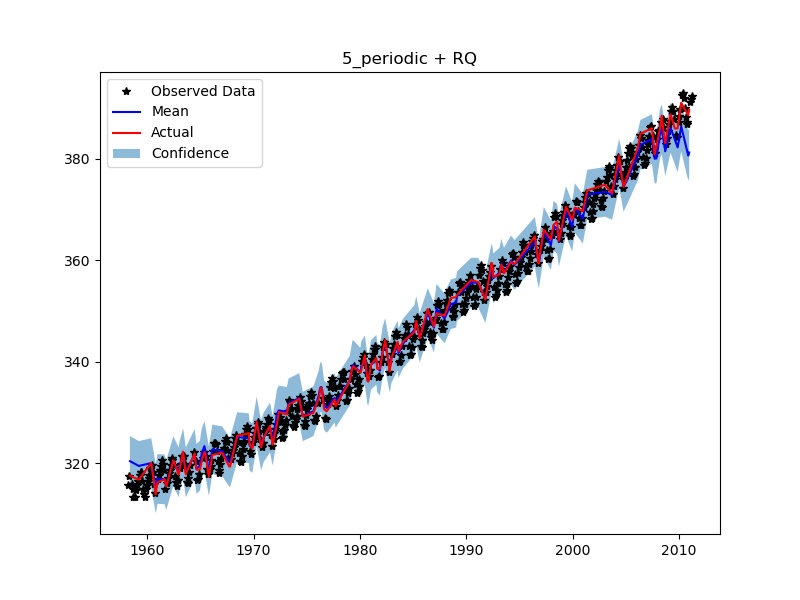 5_periodic + RQ
Observed Data
Mean
Actual
Confidence
380
360
340
320
1960 1970 1980 1990 2000 2010